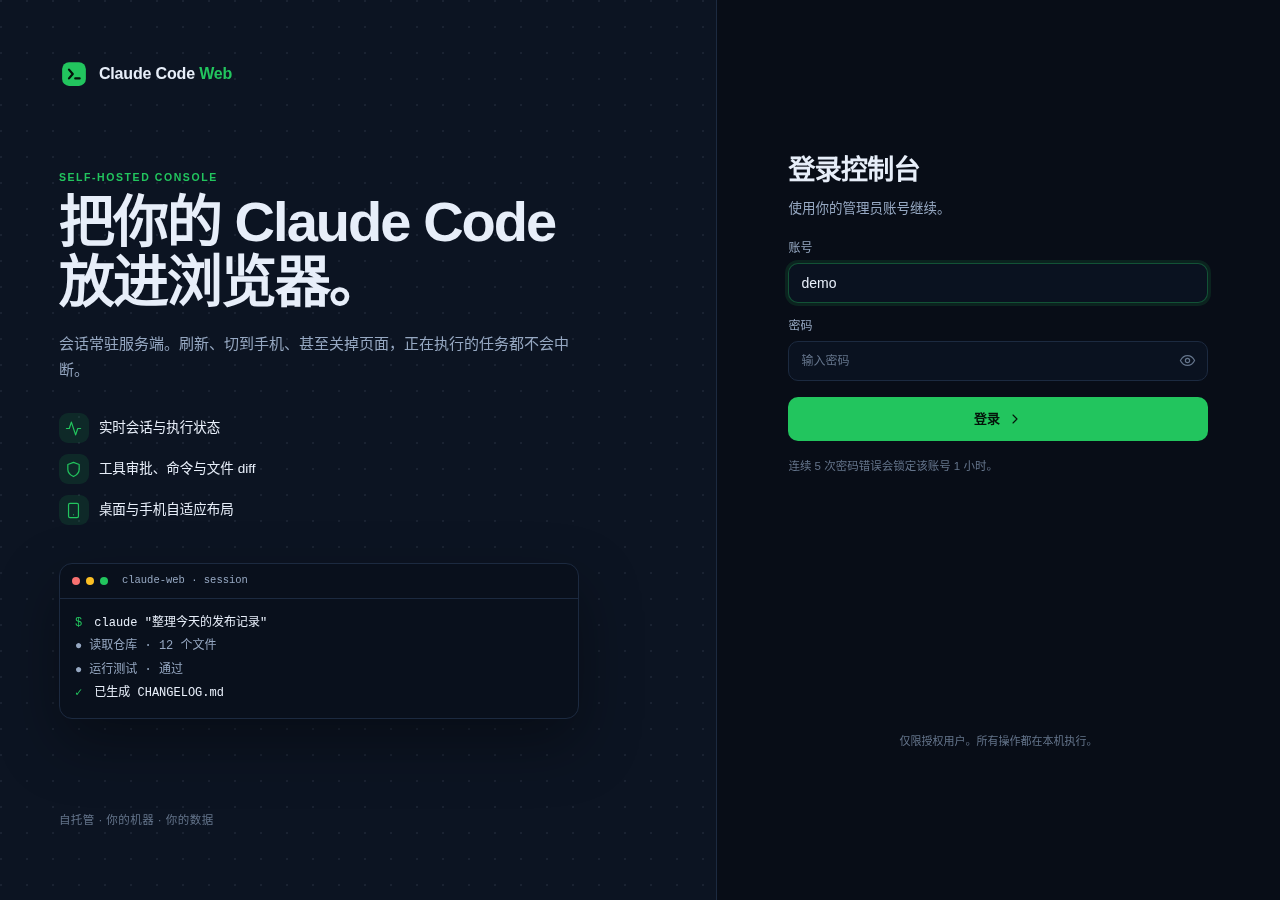 Claude Code Web
SELF-HOSTED CONSOLE
把你的 Claude Code
放进浏览器。
会话常驻服务端。刷新、切到手机、甚至关掉页面，正在执行的任务都不会中
断。
实时会话与执行状态
工具审批、命令与文件 diff
桌面与手机自适应布局
claude-web · session
$ claude "整理今天的发布记录"
● 读取仓库 · 12 个文件
● 运行测试 · 通过
✓ 已生成 CHANGELOG.md
自托管 · 你的机器 · 你的数据
登录控制台
使用你的管理员账号继续。
账号
demo
密码
输入密码
登录
连续 5 次密码错误会锁定该账号 1 小时。
仅限授权用户。所有操作都在本机执行。